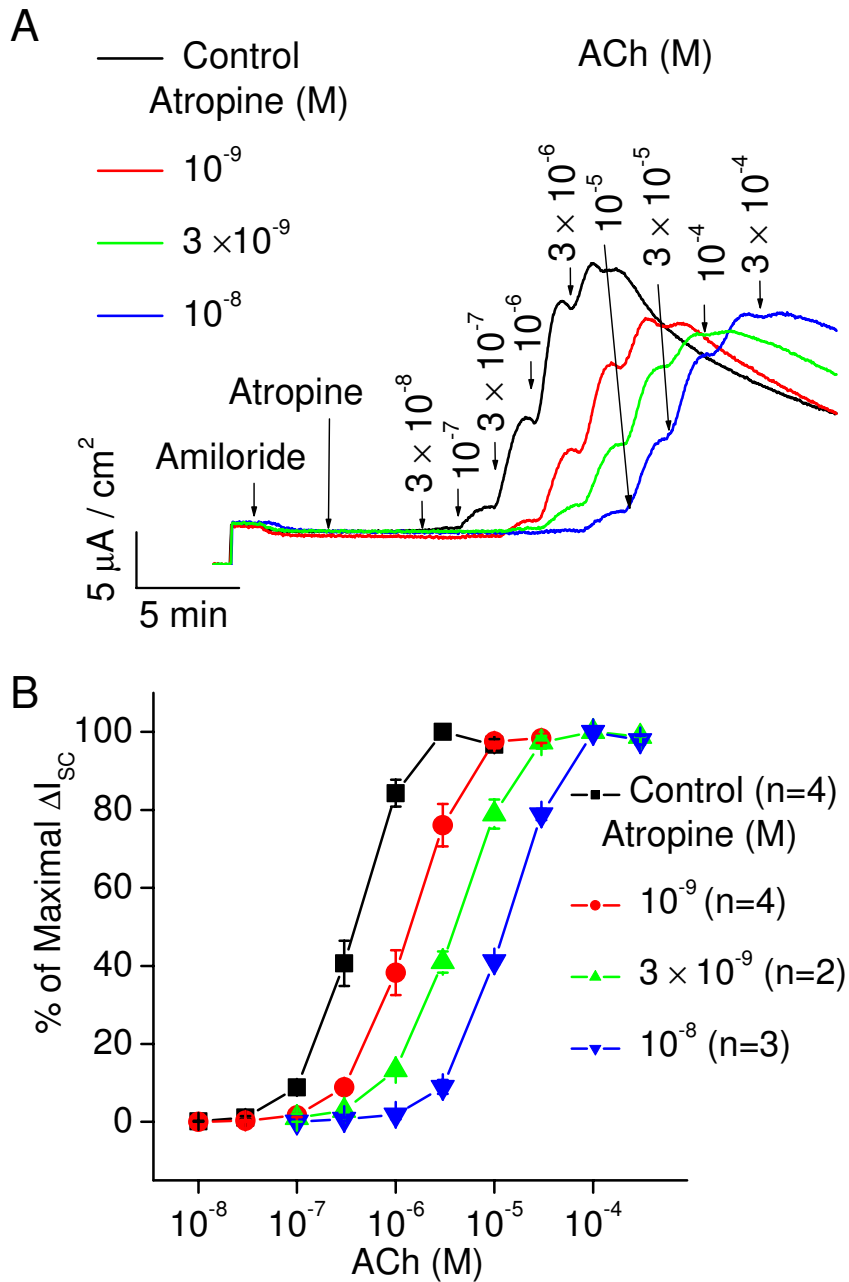 A
Control
Atropine (M)
10⁻⁹
3 ×10⁻⁹
10⁻⁸
ACh (M)
Amiloride
Atropine
3 × 10⁻⁸
10⁻⁷
3 × 10⁻⁷
10⁻⁶
3 × 10⁻⁶
10⁻⁵
3 × 10⁻⁵
10⁻⁴
3 × 10⁻⁴
5 μA / cm²
5 min
B
% of Maximal ΔI_SC
100
80
60
40
20
0
10⁻⁸ 10⁻⁷ 10⁻⁶ 10⁻⁵ 10⁻⁴
ACh (M)
Control (n=4)
Atropine (M)
10⁻⁹ (n=4)
3 × 10⁻⁹ (n=2)
10⁻⁸ (n=3)